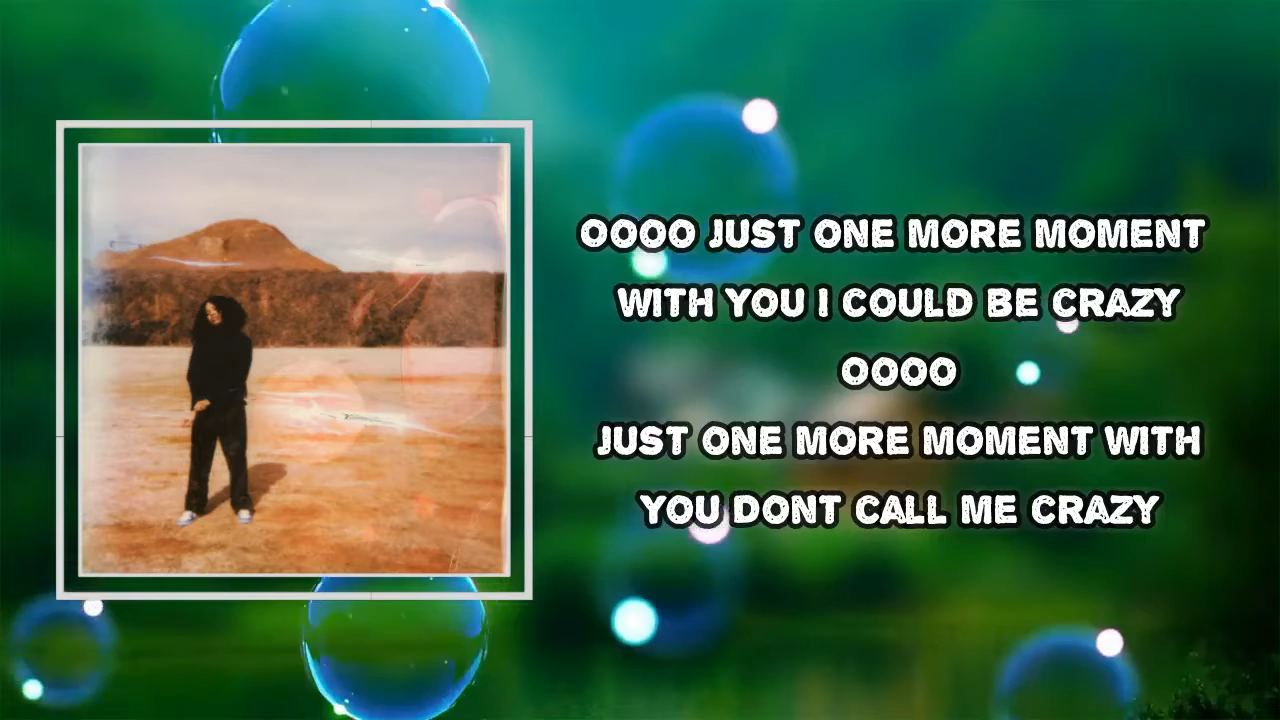 OOOO JUST ONE MORE MOMENT
WITH YOU I COULD BE CRAZY
OOOO
JUST ONE MORE MOMENT WITH
YOU DONT CALL ME CRAZY